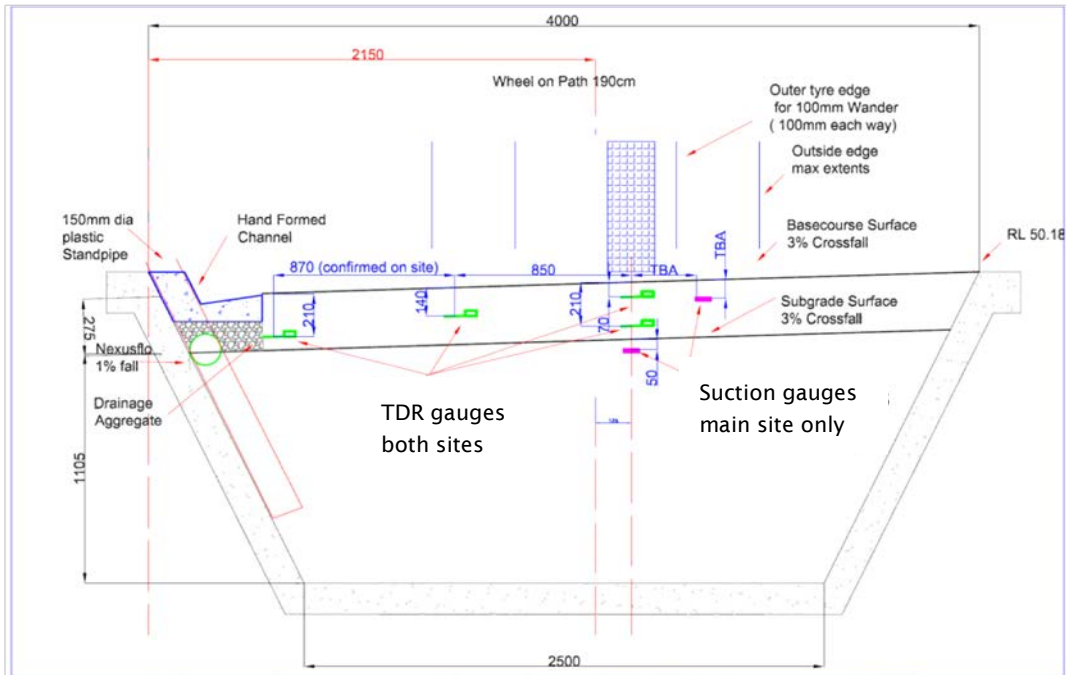 4000
2150
Wheel on Path 190cm
Outer tyre edge
for 100mm Wander
( 100mm each way)
Outside edge
max extents
150mm dia
plastic
Standpipe
Hand Formed
Channel
Basecourse Surface
3% Crossfall
RL 50.18
870 (confirmed on site)
850
TBA
TBA
140
210
210
70
Subgrade Surface
3% Crossfall
275
Nexusflo
1% fall
50
Drainage
Aggregate
TDR gauges
both sites
Suction gauges
main site only
1105
2500